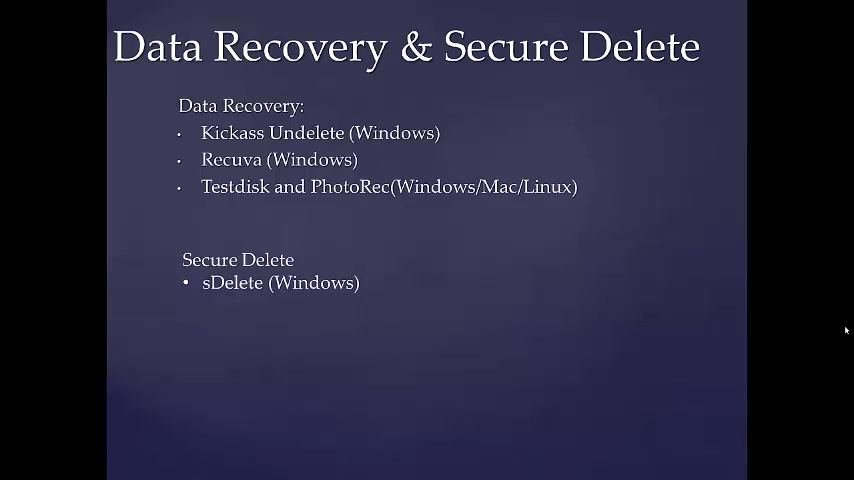 Data Recovery & Secure Delete
Data Recovery:
· Kickass Undelete (Windows)
· Recuva (Windows)
· Testdisk and PhotoRec(Windows/Mac/Linux)
Secure Delete
• sDelete (Windows)